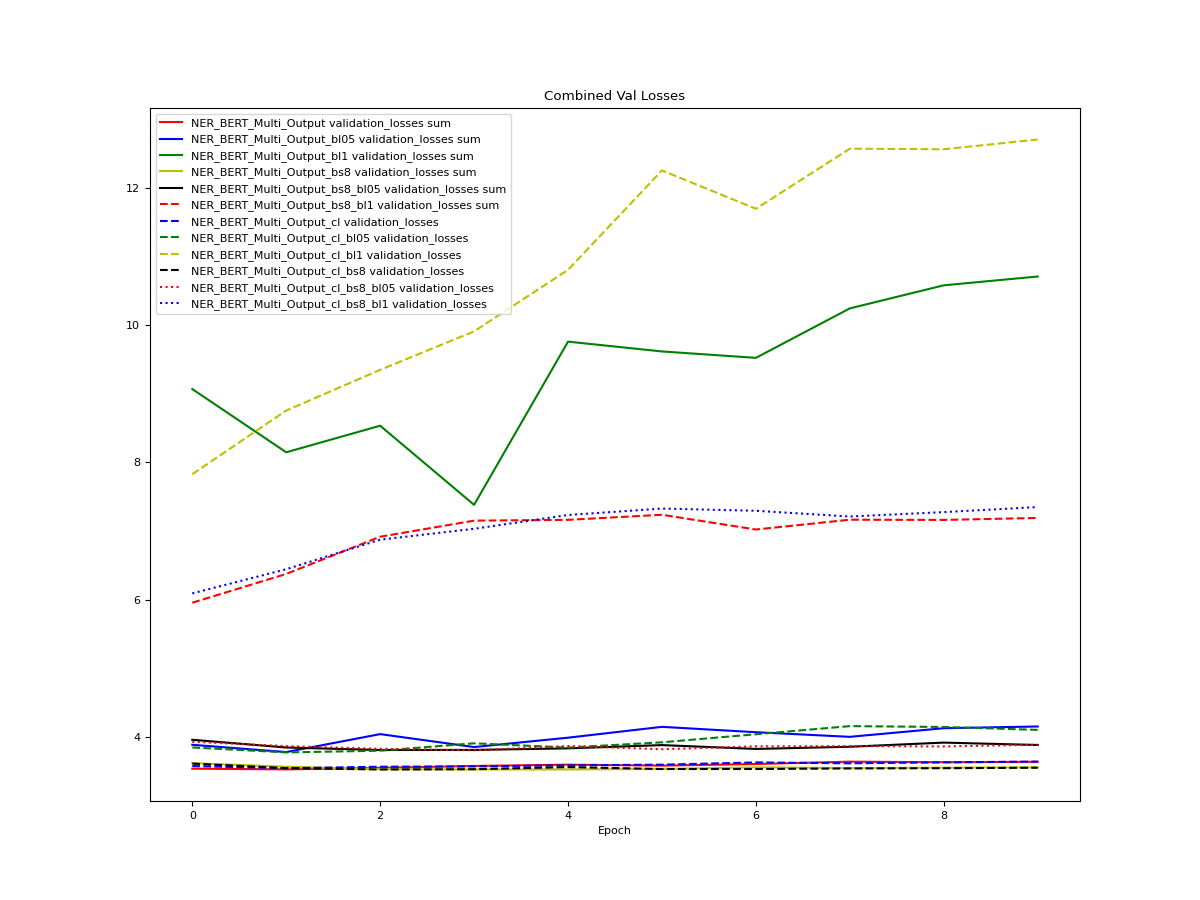 Combined Val Losses
NER_BERT_Multi_Output validation_losses sum
NER_BERT_Multi_Output_bl05 validation_losses sum
NER_BERT_Multi_Output_bl1 validation_losses sum
NER_BERT_Multi_Output_bs8 validation_losses sum
NER_BERT_Multi_Output_bs8_bl05 validation_losses sum
NER_BERT_Multi_Output_bs8_bl1 validation_losses sum
NER_BERT_Multi_Output_cl validation_losses
NER_BERT_Multi_Output_cl_bl05 validation_losses
NER_BERT_Multi_Output_cl_bl1 validation_losses
NER_BERT_Multi_Output_cl_bs8 validation_losses
NER_BERT_Multi_Output_cl_bs8_bl05 validation_losses
NER_BERT_Multi_Output_cl_bs8_bl1 validation_losses
12
10
8
6
4
0 2 4 6 8
Epoch